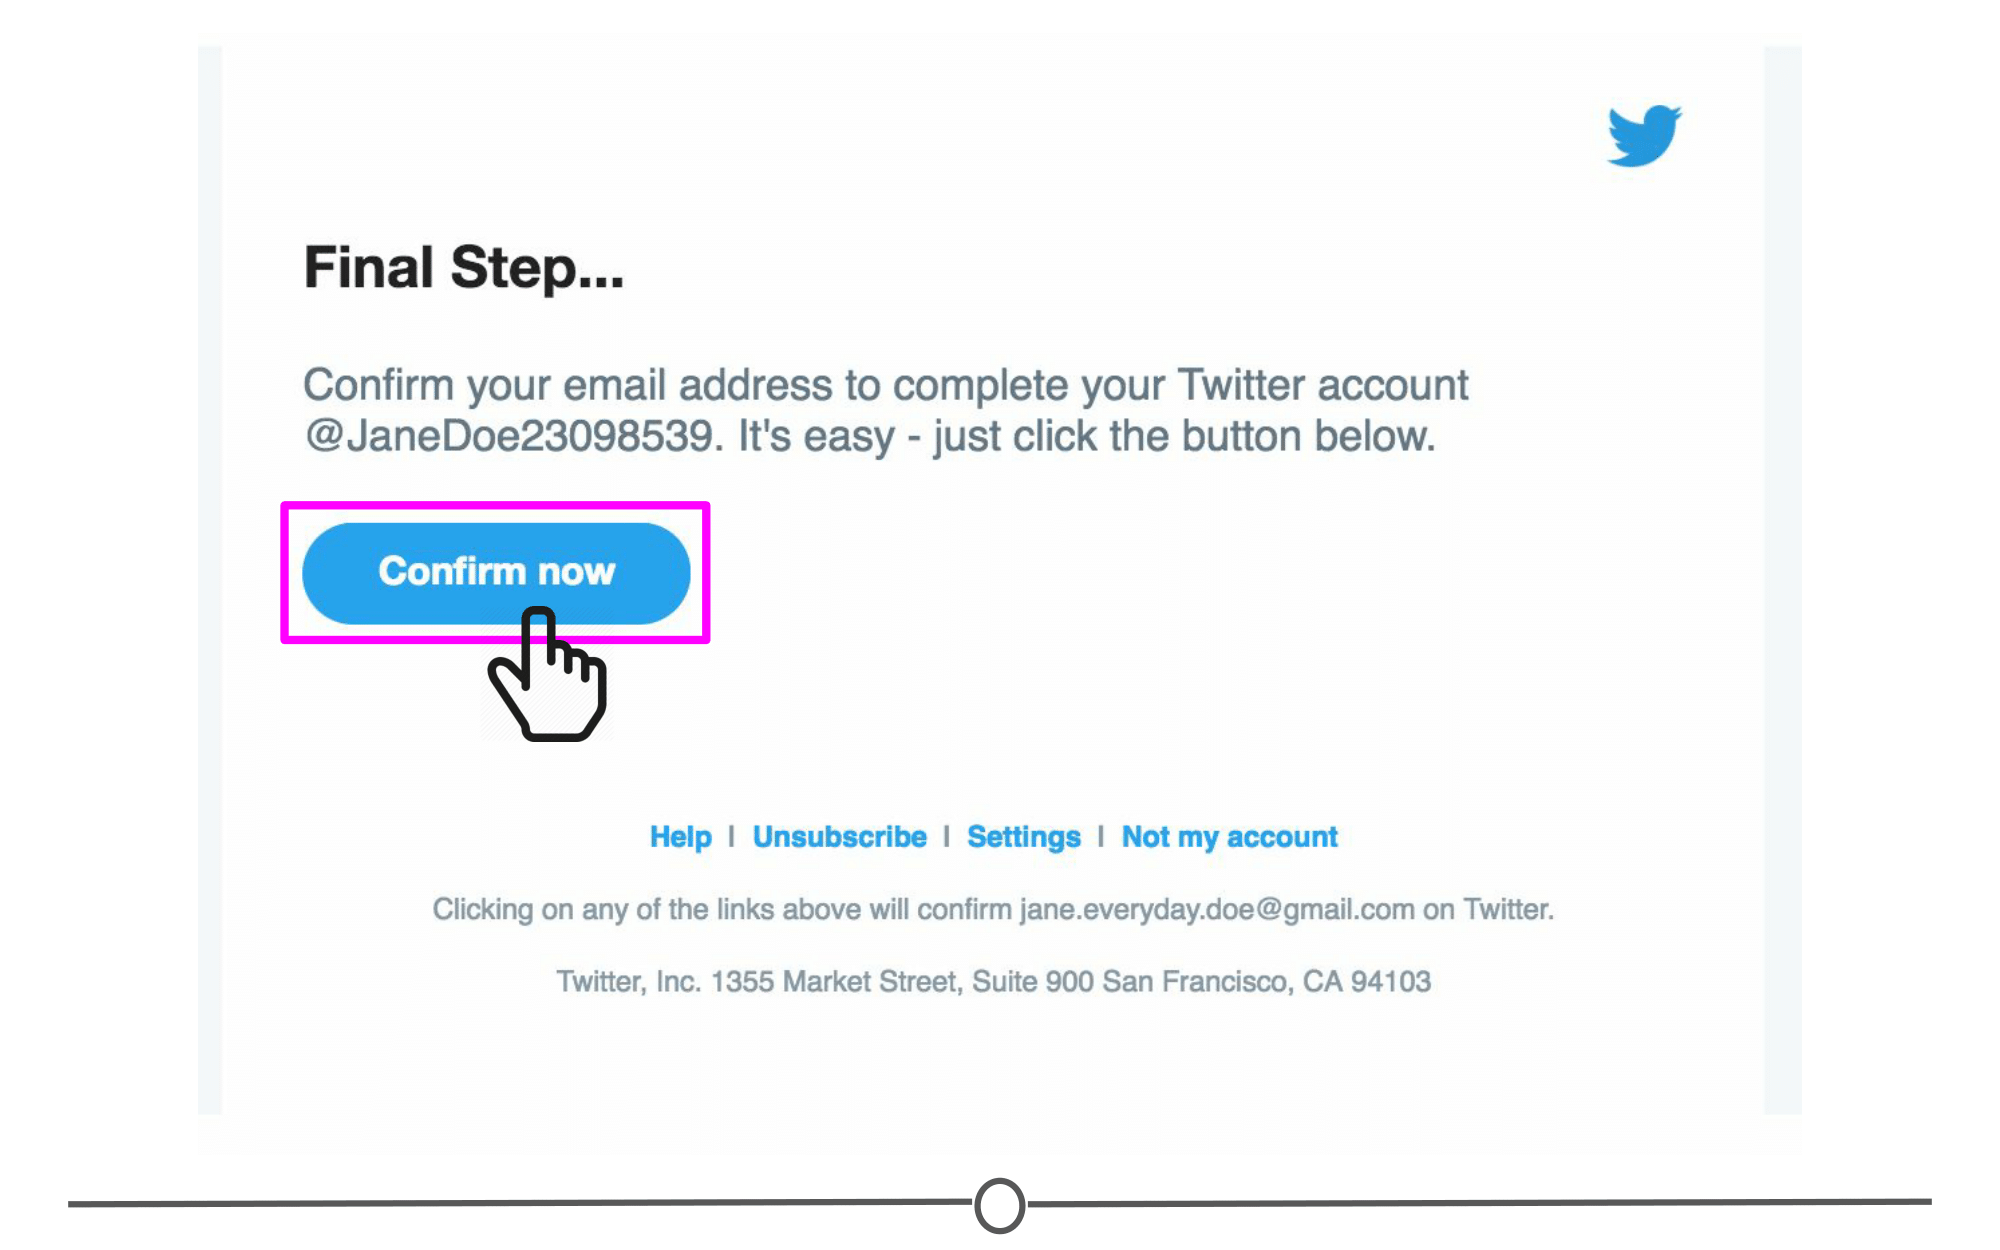 Final Step...
Confirm your email address to complete your Twitter account
@JaneDoe23098539. It's easy - just click the button below.
Confirm now
Help | Unsubscribe | Settings | Not my account
Clicking on any of the links above will confirm jane.everyday.doe@gmail.com on Twitter.
Twitter, Inc. 1355 Market Street, Suite 900 San Francisco, CA 94103